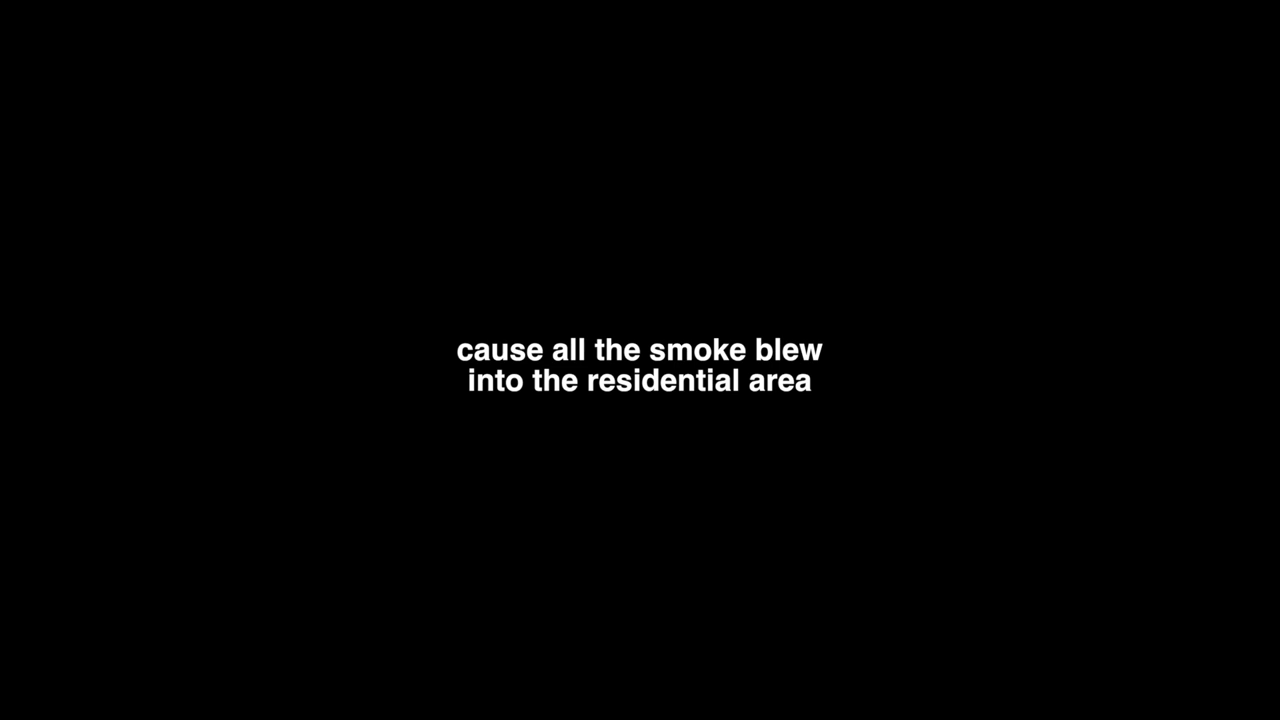 cause all the smoke blew
into the residential area